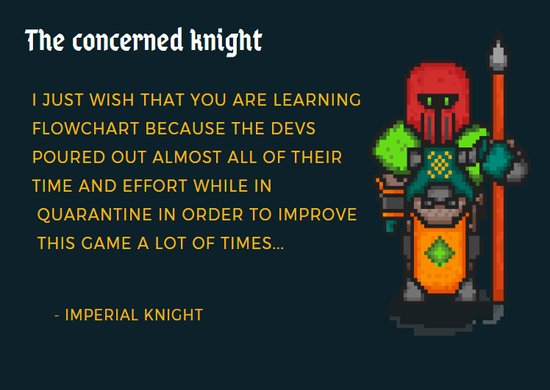 The concerned knight
I JUST WISH THAT YOU ARE LEARNING
FLOWCHART BECAUSE THE DEVS
POURED OUT ALMOST ALL OF THEIR
TIME AND EFFORT WHILE IN
QUARANTINE IN ORDER TO IMPROVE
THIS GAME A LOT OF TIMES...
- IMPERIAL KNIGHT